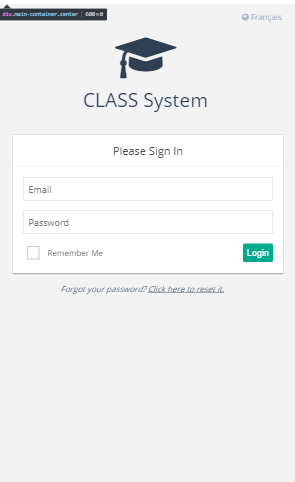 div.main-container.center | 600×0
Français
CLASS System
Please Sign In
Email
Password
Remember Me
Login
Forgot your password? Click here to reset it.